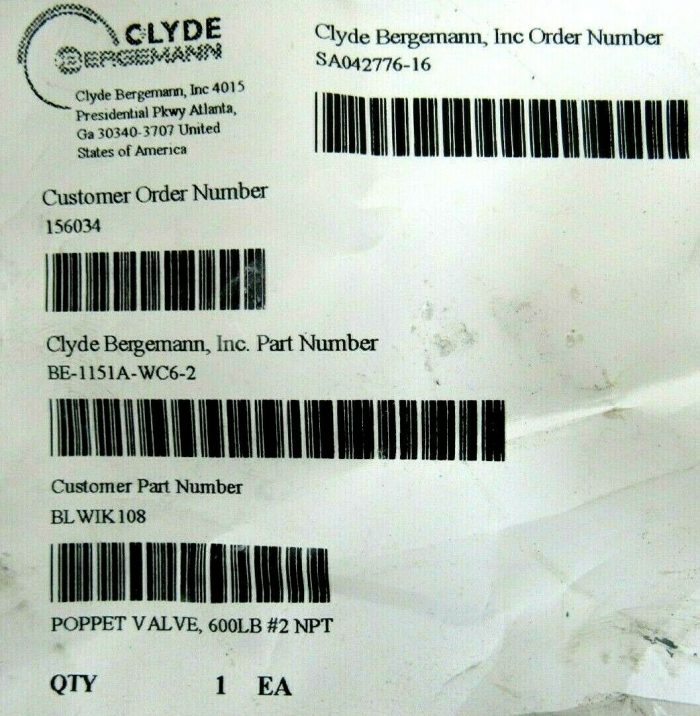 CLYDE
BERGEMANN
Clyde Bergemann, Inc 4015
Presidential Pkwy Atlanta,
Ga 30340-3707 United
States of America
Clyde Bergemann, Inc Order Number
SA042776-16
Customer Order Number
156034
Clyde Bergemann, Inc. Part Number
BE-1151A-WC6-2
Customer Part Number
BLWIK108
POPPET VALVE, 600LB #2 NPT
QTY 1 EA